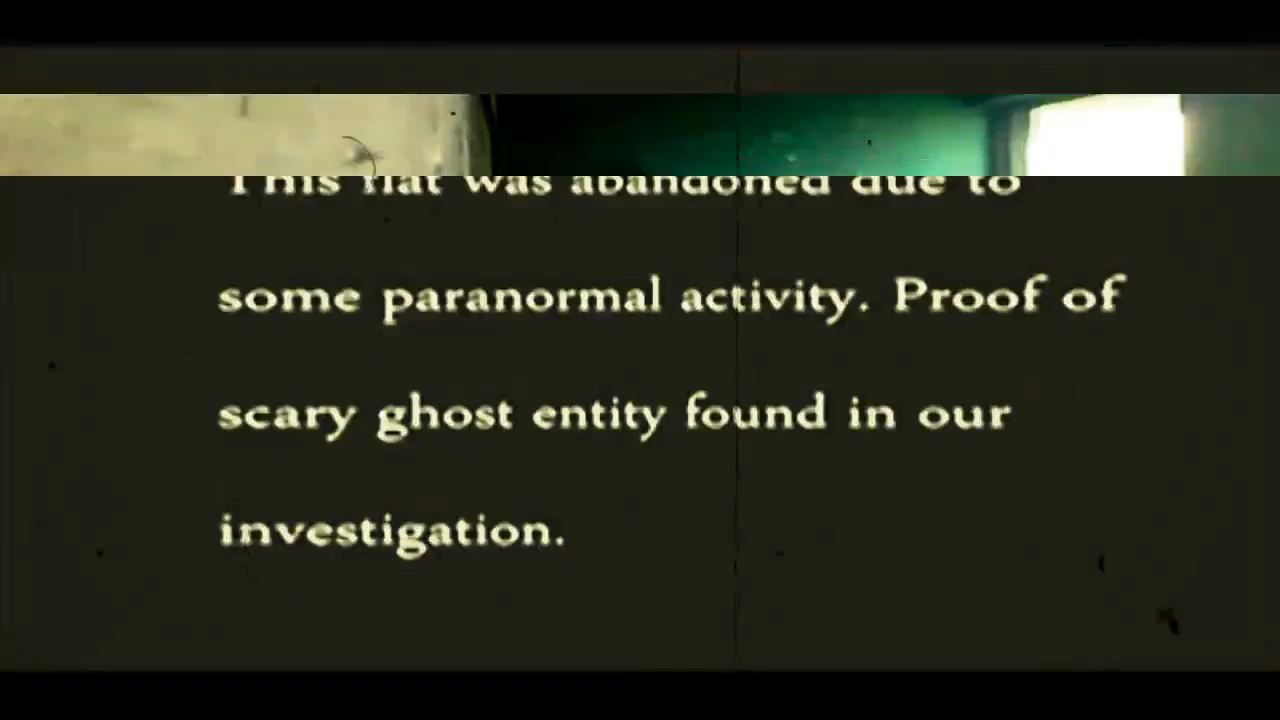 This flat was abandoned due to
some paranormal activity. Proof of
scary ghost entity found in our
investigation.